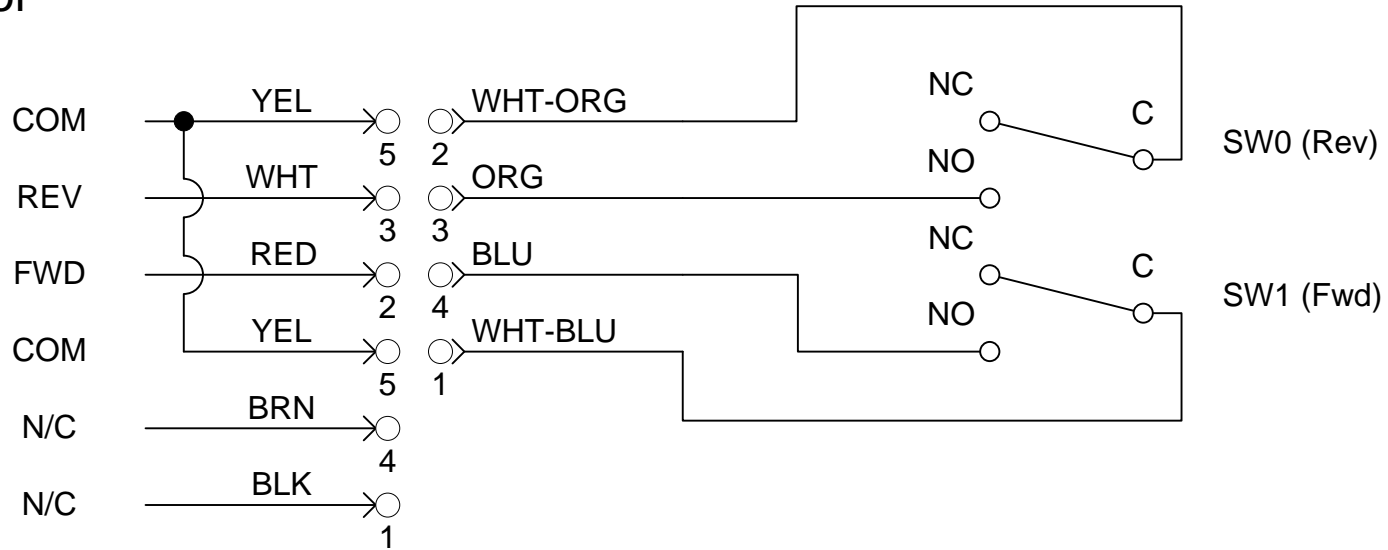 COM YEL 5 2 WHT-ORG NC C SW0 (Rev)
REV WHT 3 3 ORG NO
FWD RED 2 4 BLU NC C SW1 (Fwd)
COM YEL 5 1 WHT-BLU NO
N/C BRN 4
N/C BLK 1